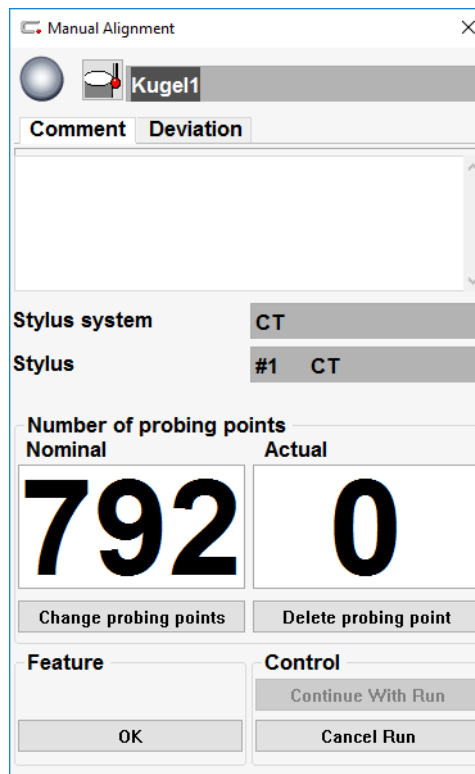 Manual Alignment
Kugel1
Comment Deviation
Stylus system CT
Stylus #1 CT
Number of probing points
Nominal Actual
792 0
Change probing points Delete probing point
Feature Control
Continue With Run
OK Cancel Run